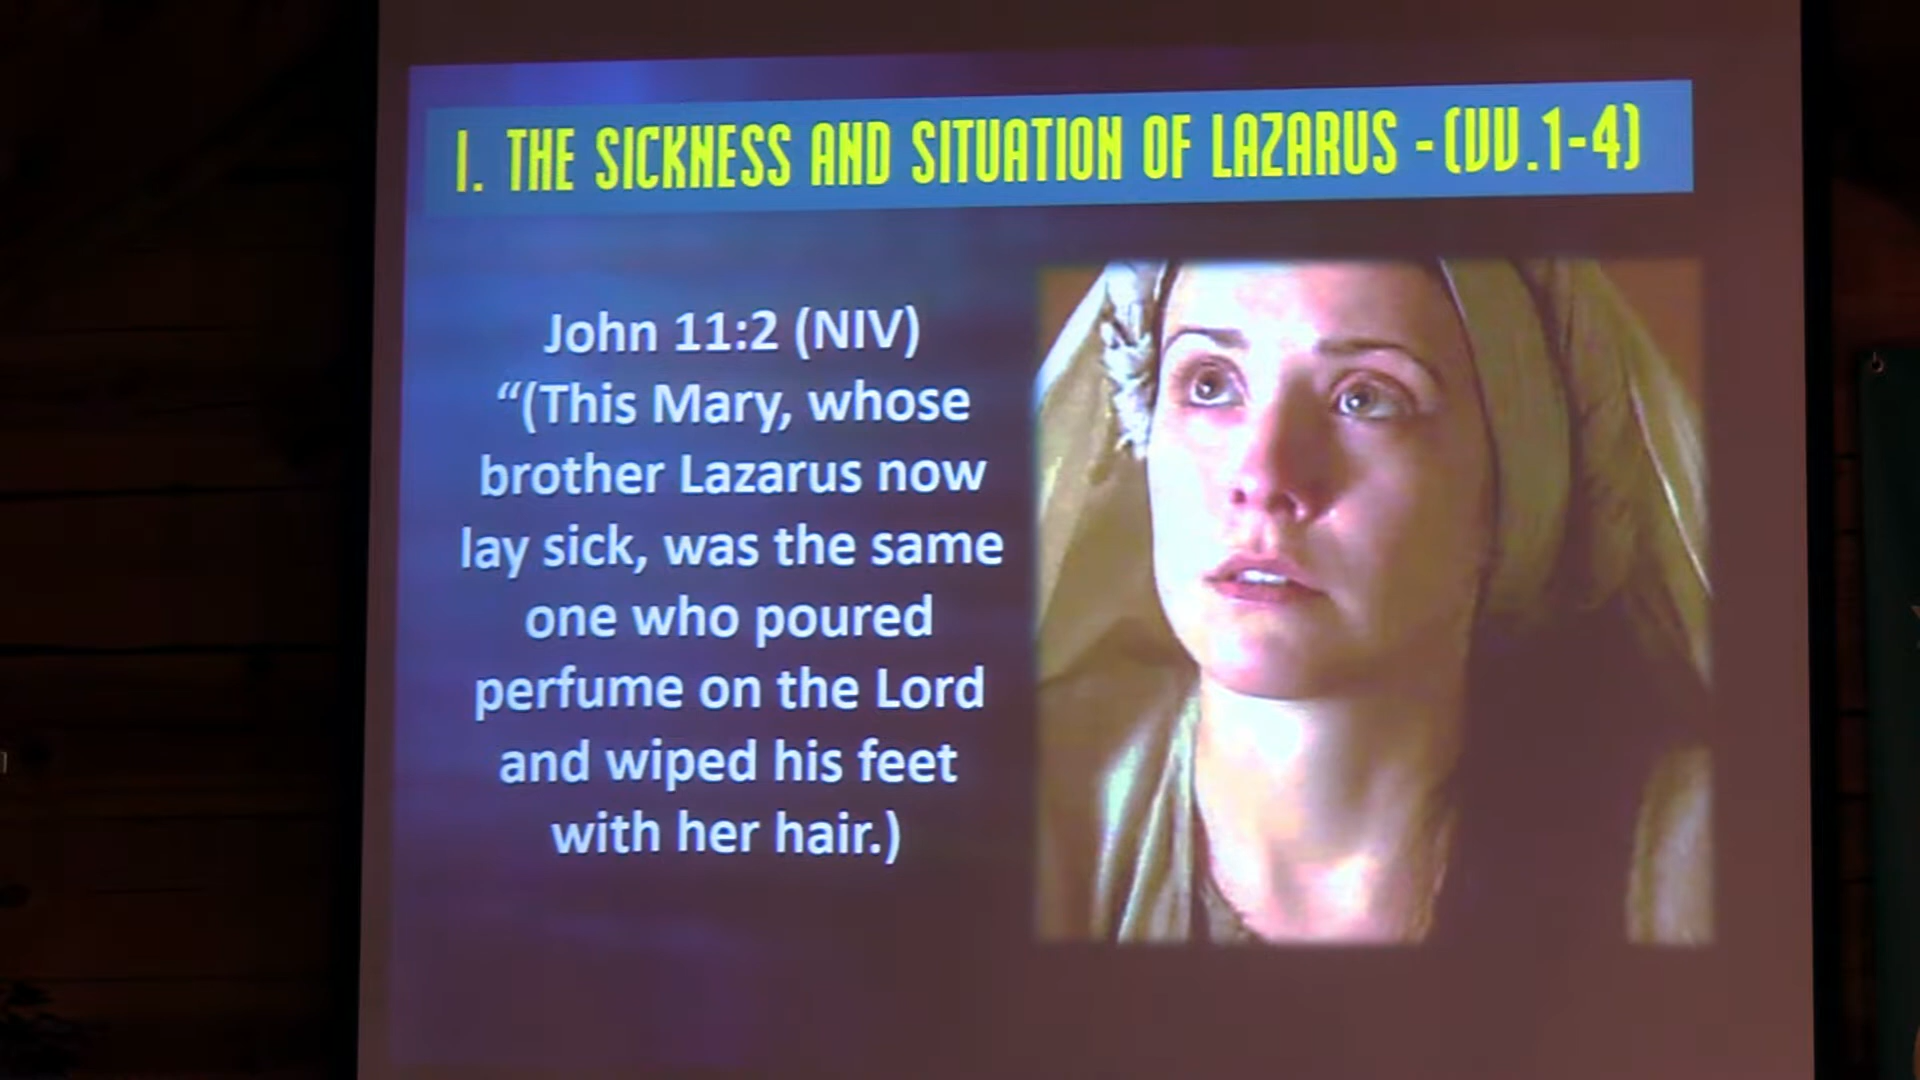 I. THE SICKNESS AND SITUATION OF LAZARUS - (VV.1-4)
John 11:2 (NIV)
“(This Mary, whose
brother Lazarus now
lay sick, was the same
one who poured
perfume on the Lord
and wiped his feet
with her hair.)